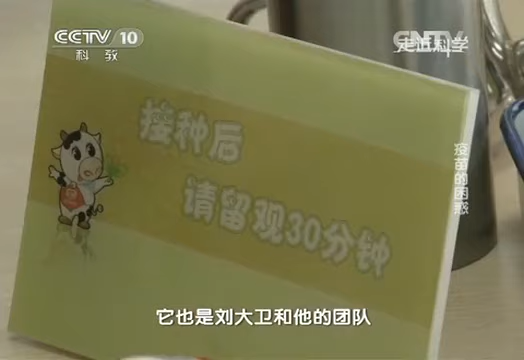 CCTV 10
科教
CNTV
走近科学
疫苗的困惑
接种后
请留观30分钟
它也是刘大卫和他的团队